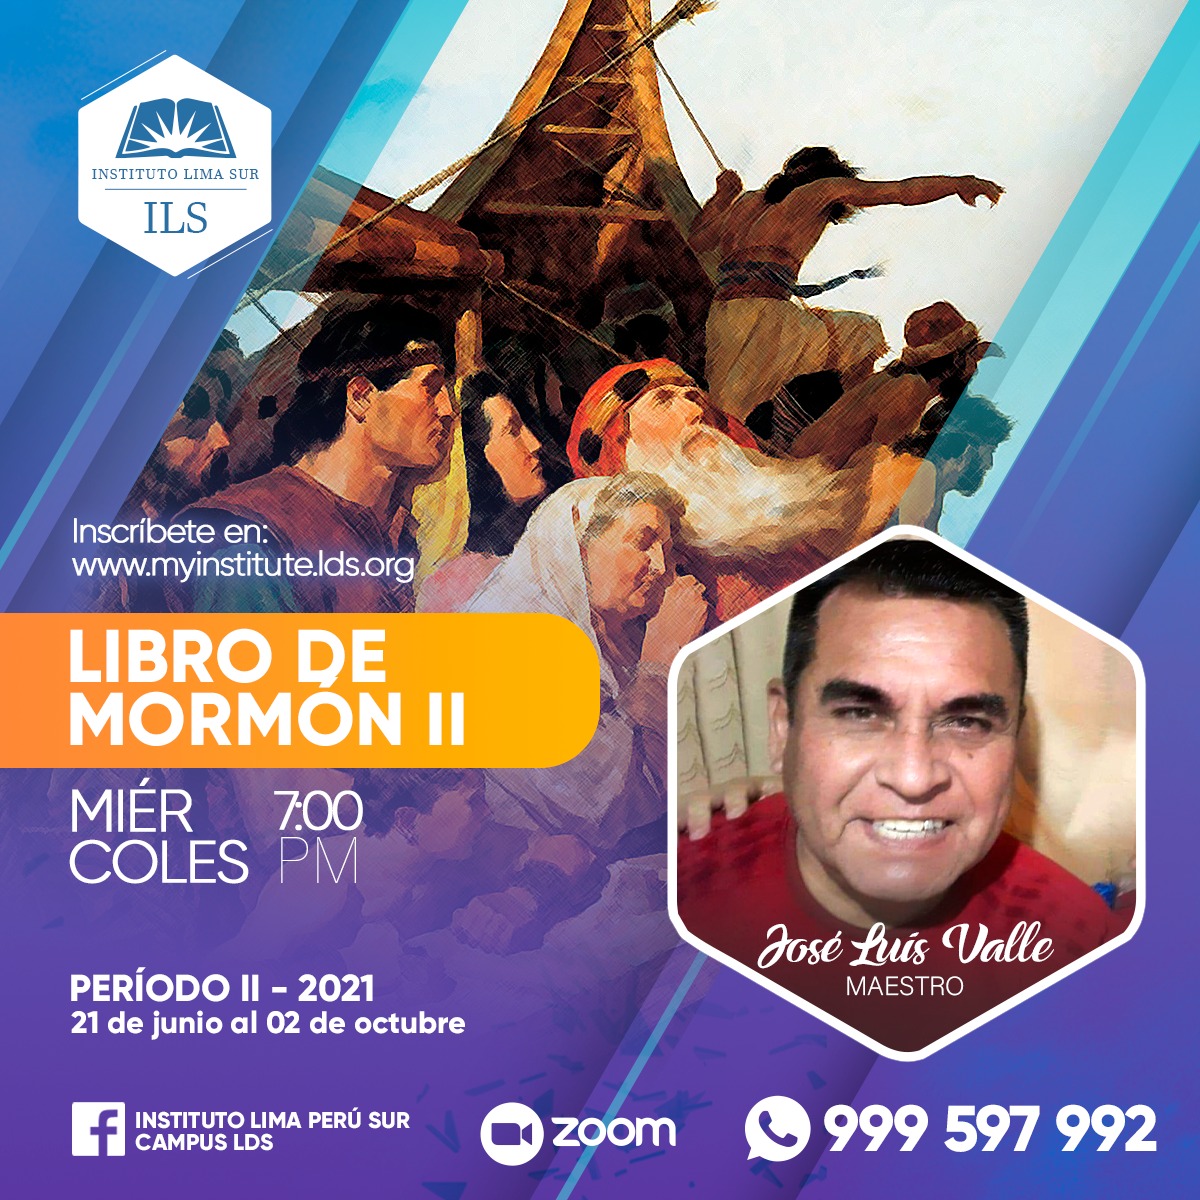 INSTITUTO LIMA SUR
ILS
Inscríbete en:
www.myinstitute.lds.org
LIBRO DE
MORMÓN II
MIÉR
COLES
7:00
PM
José Luís Valle
MAESTRO
PERÍODO II - 2021
21 de junio al 02 de octubre
INSTITUTO LIMA PERÚ SUR
CAMPUS LDS
zoom
999 597 992